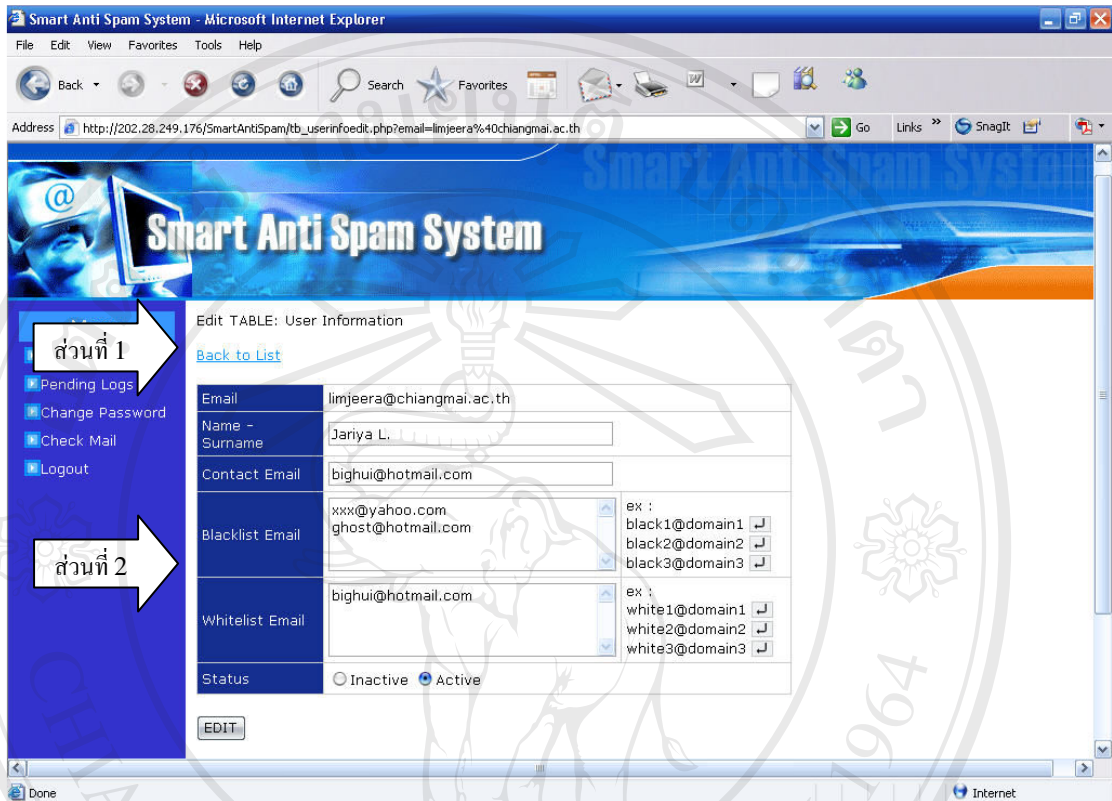 Smart Anti Spam System - Microsoft Internet Explorer
File Edit View Favorites Tools Help
Back Search Favorites
Address http://202.28.249.176/SmartAntiSpam/tb_userinfoedit.php?email=limjeera%40chiangmai.ac.th Go Links » SnagIt
Smart Anti Spam System
Smart Anti Spam System
ส่วนที่ 1
Pending Logs
Change Password
Check Mail
Logout
ส่วนที่ 2
Edit TABLE: User Information
Back to List
Email limjeera@chiangmai.ac.th
Name - Surname Jariya L.
Contact Email bighui@hotmail.com
Blacklist Email
xxx@yahoo.com
ghost@hotmail.com
ex :
black1@domain1
black2@domain2
black3@domain3
Whitelist Email
bighui@hotmail.com
ex :
white1@domain1
white2@domain2
white3@domain3
Status Inactive Active
EDIT
Done Internet
1964